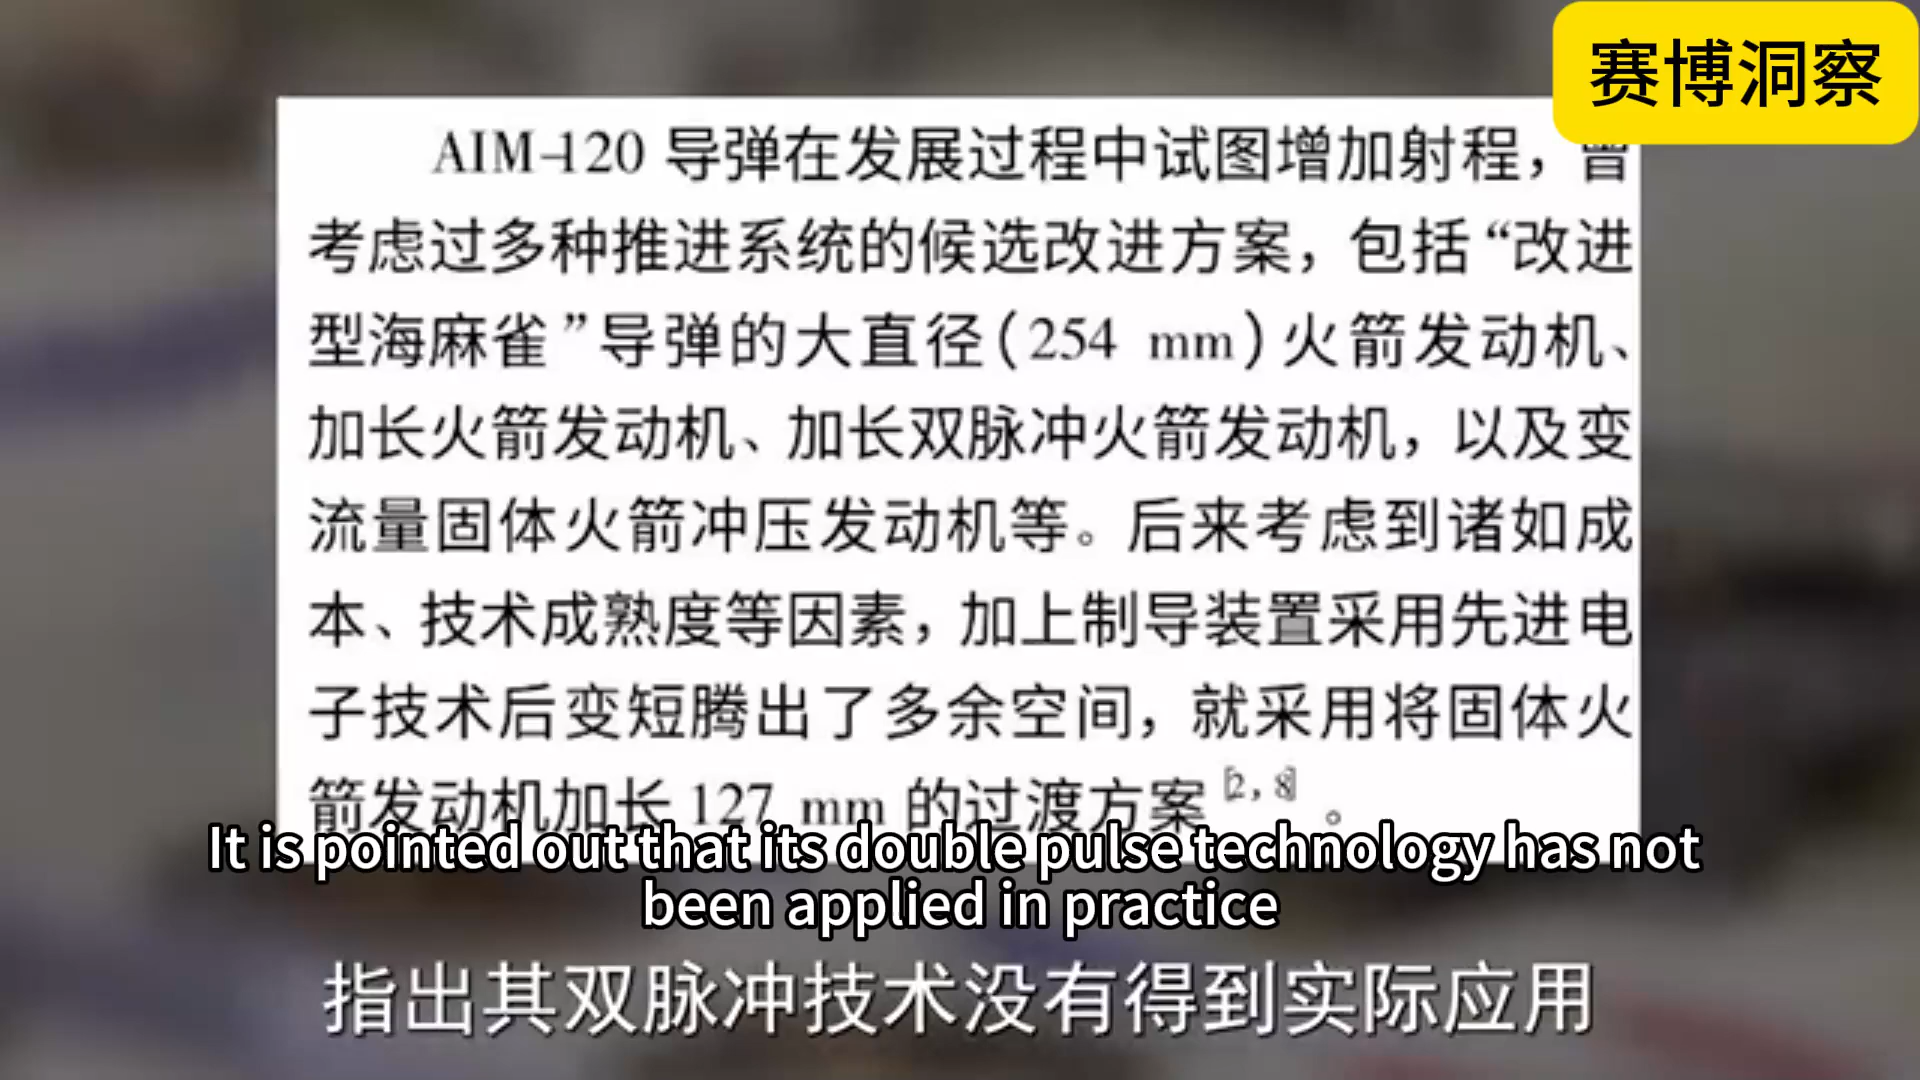 赛博洞察
AIM-120 导弹在发展过程中试图增加射程，曾
考虑过多种推进系统的候选改进方案，包括“改进
型海麻雀”导弹的大直径(254 mm)火箭发动机、
加长火箭发动机、加长双脉冲火箭发动机，以及变
流量固体火箭冲压发动机等。后来考虑到诸如成
本、技术成熟度等因素，加上制导装置采用先进电
子技术后变短腾出了多余空间，就采用将固体火
箭发动机加长 127 mm 的过渡方案[2, 8]。
It is pointed out that its double pulse technology has not
been applied in practice
指出其双脉冲技术没有得到实际应用